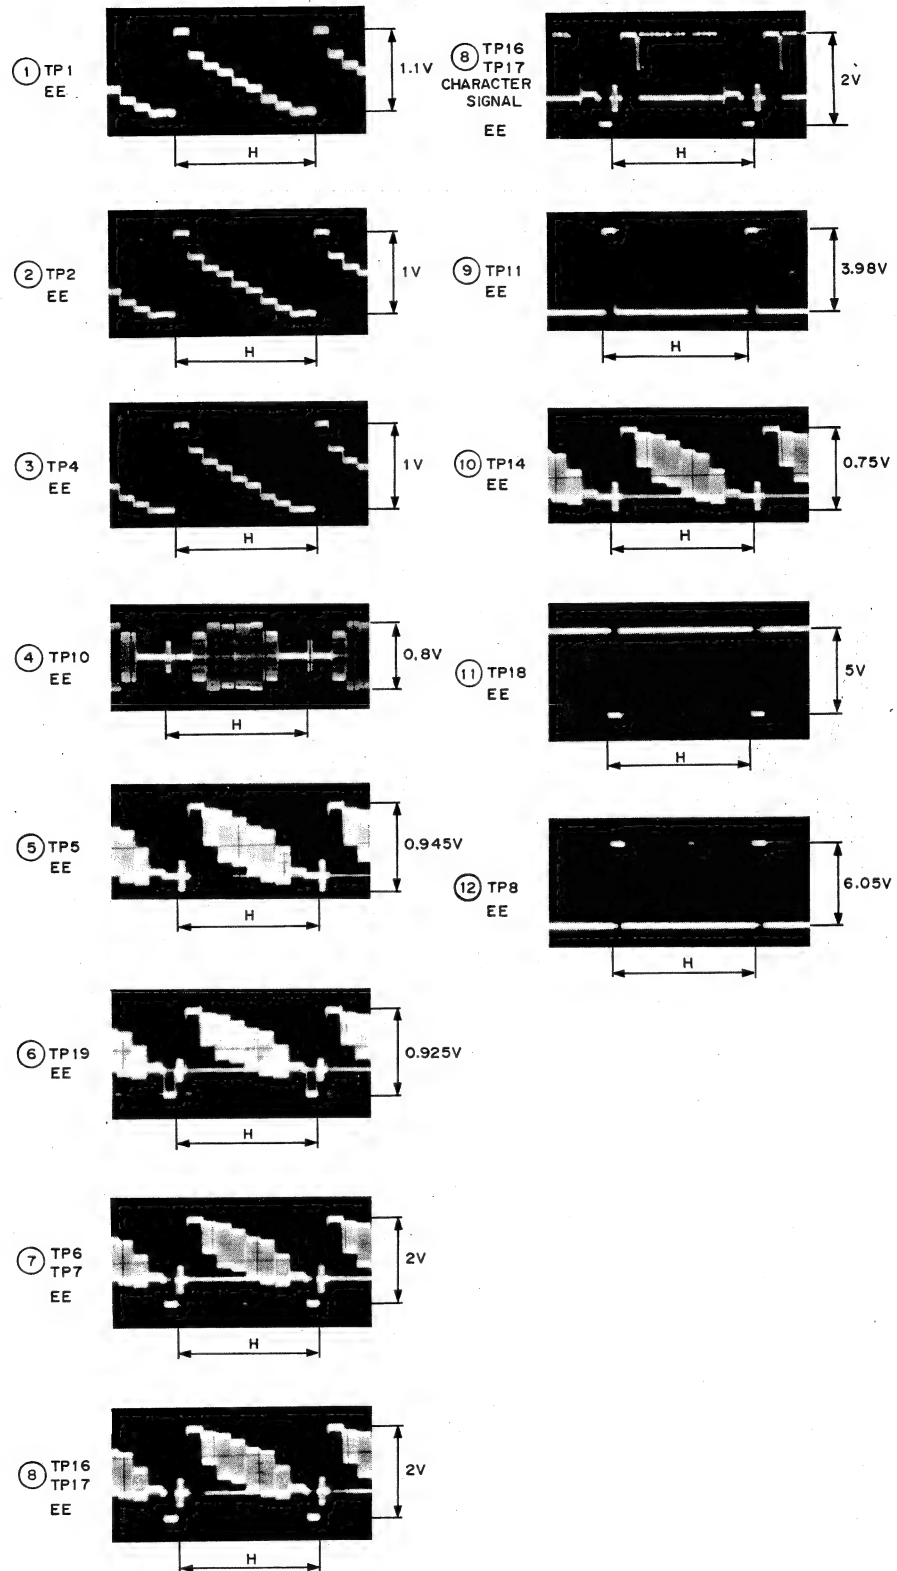 1 TP1
EE
1.1V
H
2 TP2
EE
1V
H
3 TP4
EE
1V
H
4 TP10
EE
0.8V
H
5 TP5
EE
0.945V
H
6 TP19
EE
0.925V
H
7 TP6
TP7
EE
2V
H
8 TP16
TP17
EE
2V
H
8 TP16
TP17
CHARACTER
SIGNAL
EE
2V
H
9 TP11
EE
3.98V
H
10 TP14
EE
0.75V
H
11 TP18
EE
5V
H
12 TP8
EE
6.05V
H